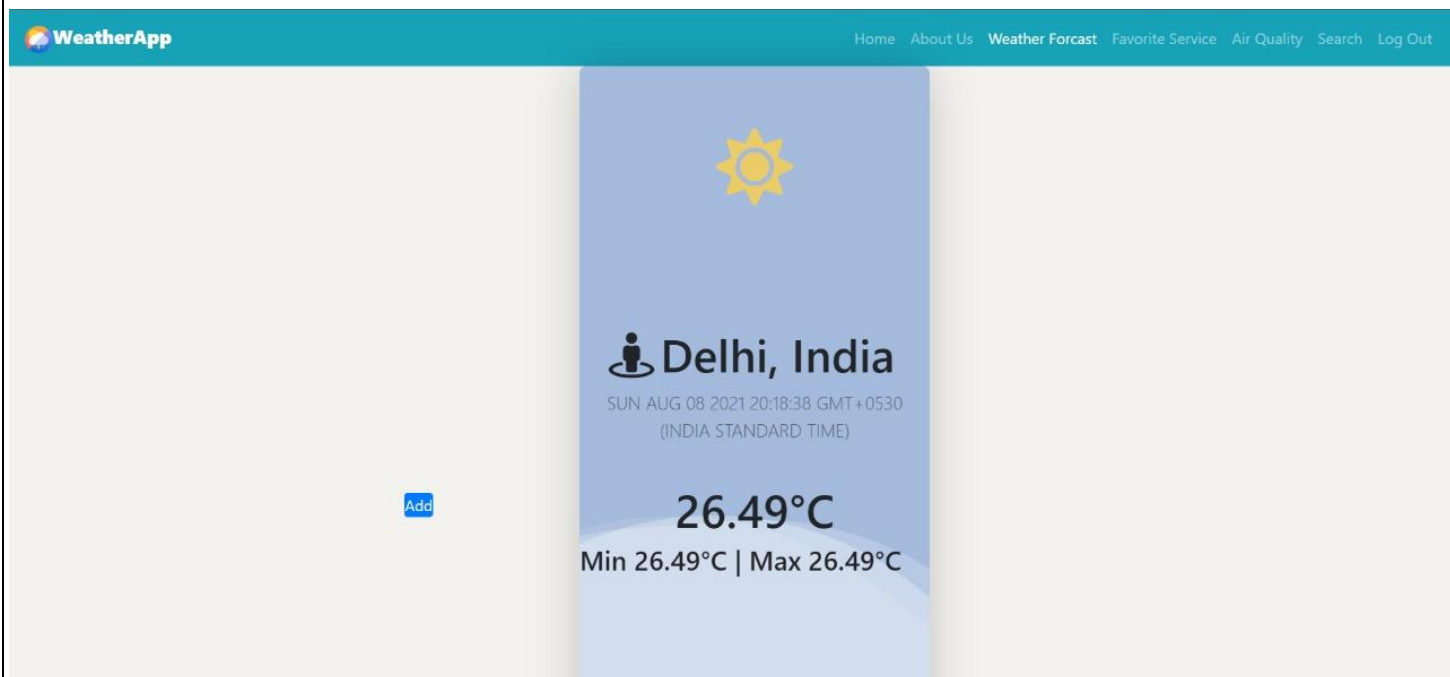 WeatherApp
Home About Us Weather Forcast Favorite Service Air Quality Search Log Out
Delhi, India
SUN AUG 08 2021 20:18:38 GMT+0530
(INDIA STANDARD TIME)
Add
26.49°C
Min 26.49°C | Max 26.49°C